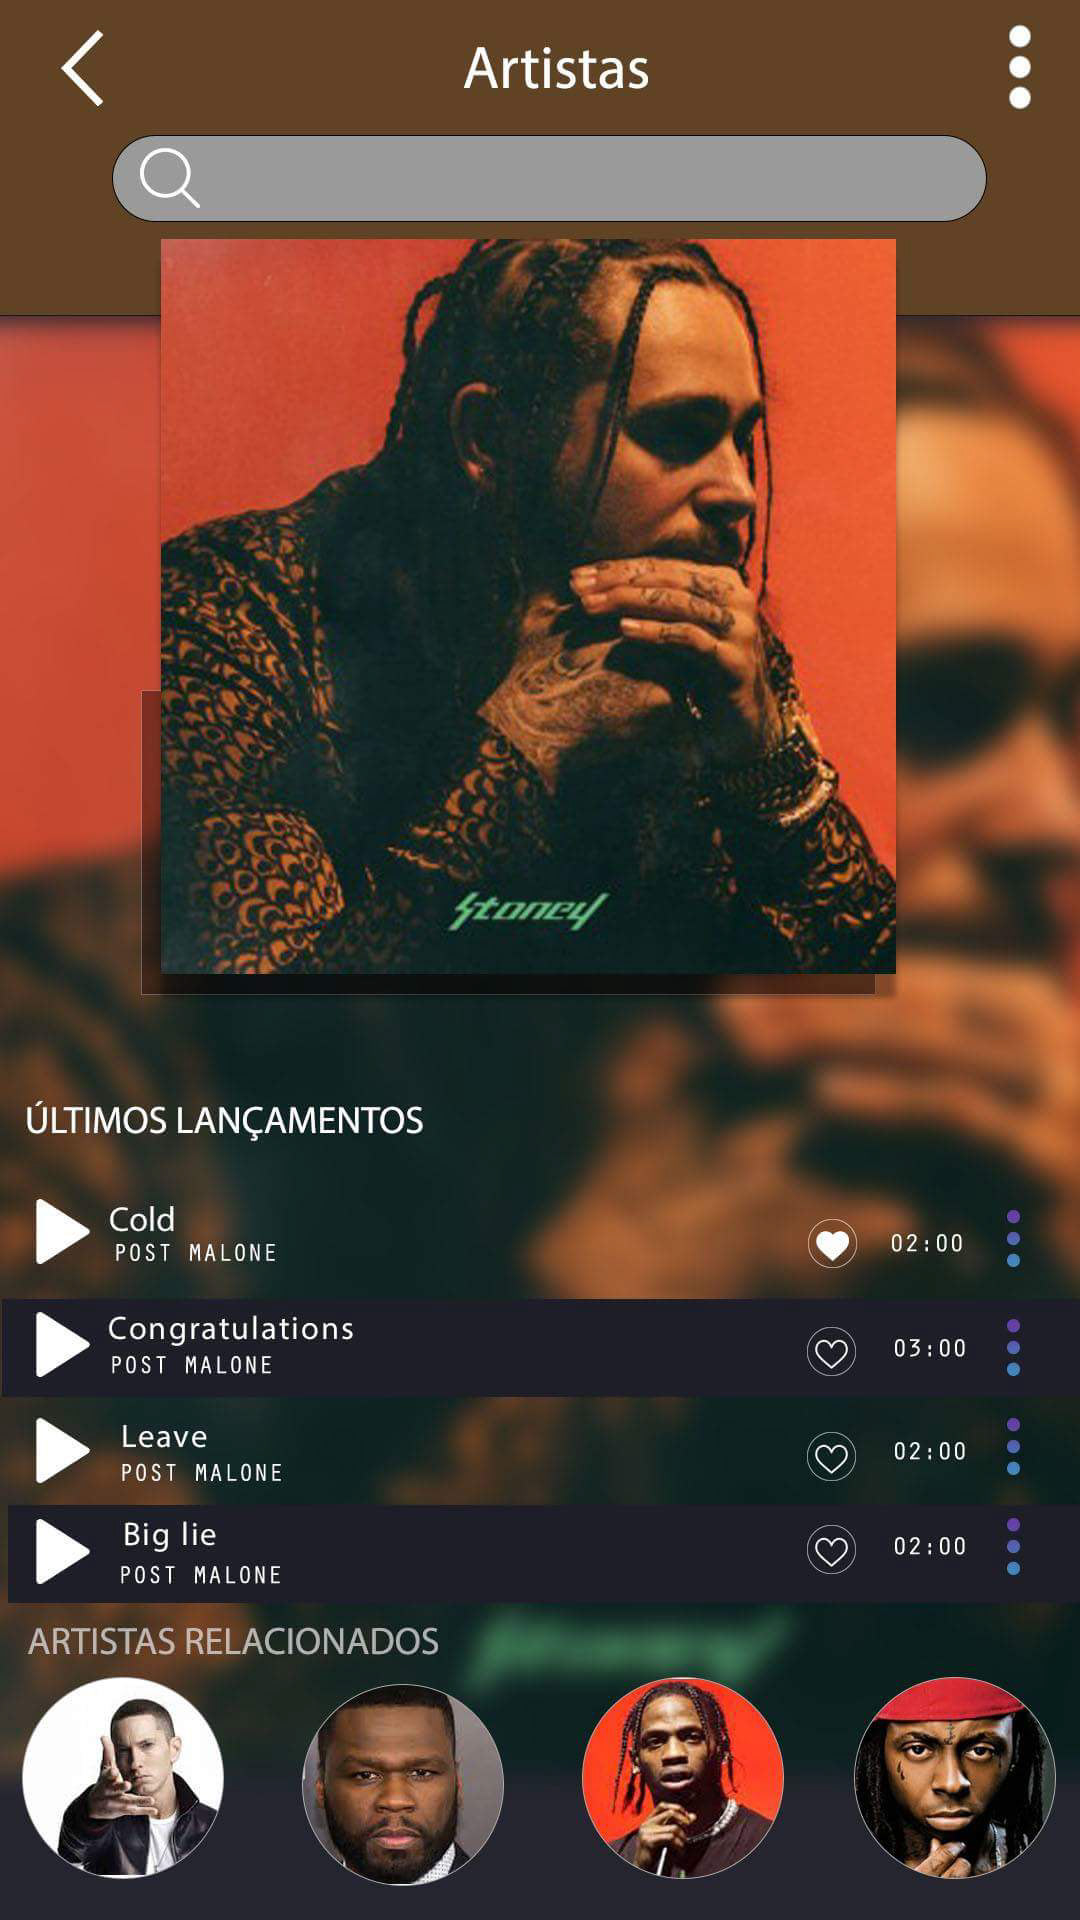 Artistas
Stoney
ÚLTIMOS LANÇAMENTOS
Cold
POST MALONE
02:00
Congratulations
POST MALONE
03:00
Leave
POST MALONE
02:00
Big lie
POST MALONE
02:00
ARTISTAS RELACIONADOS
Stoney